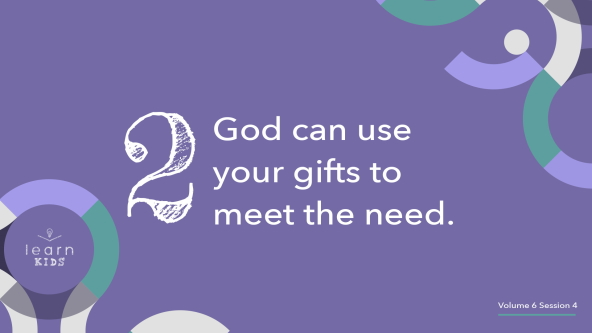 2
God can use
your gifts to
meet the need.
learn
KIDS
Volume 6 Session 4